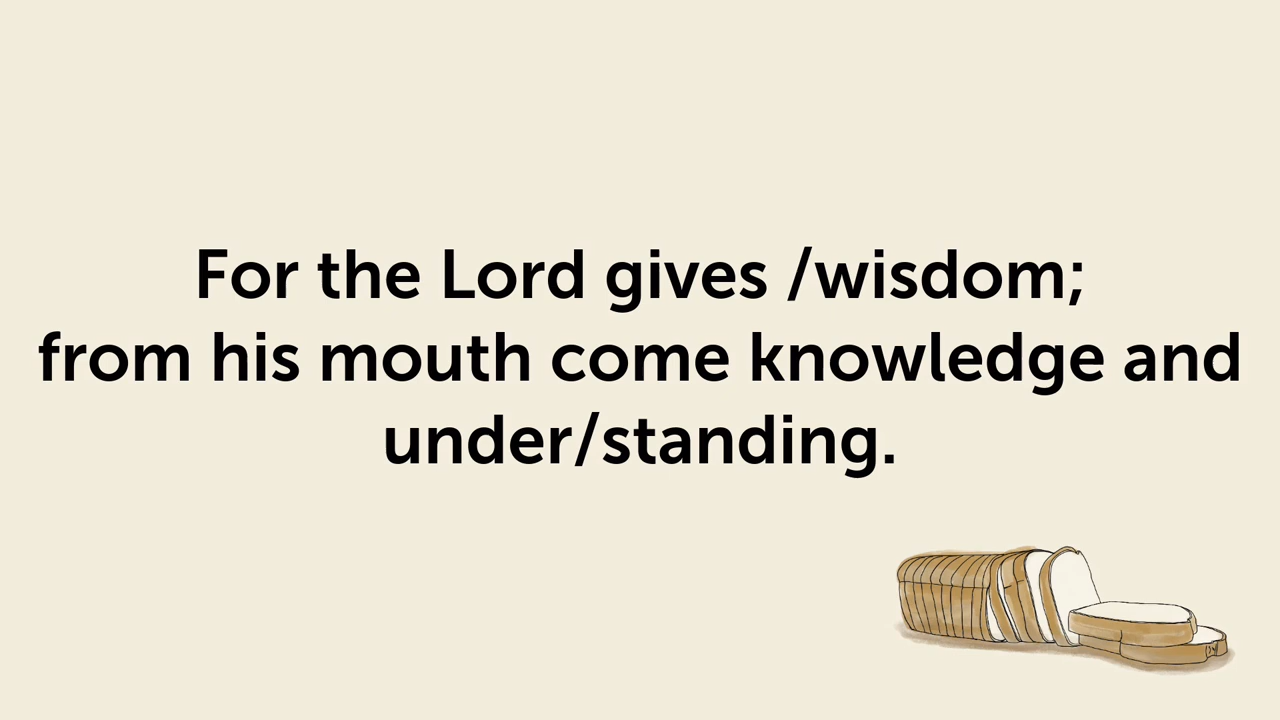 For the Lord gives /wisdom;
from his mouth come knowledge and
under/standing.